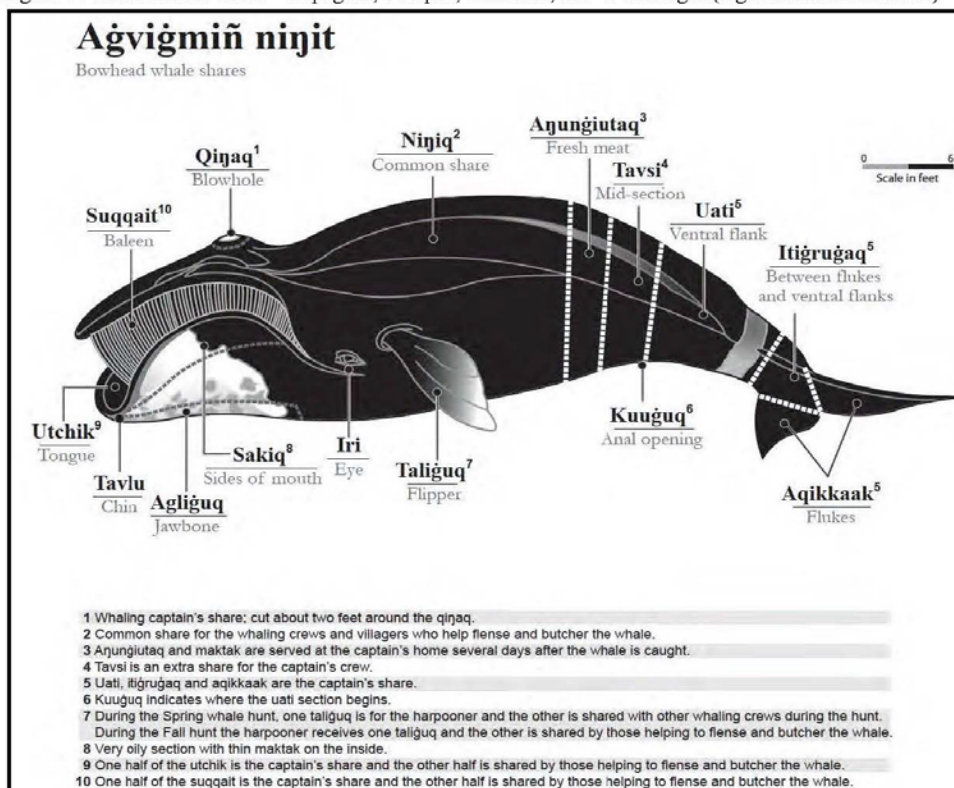 Aġviġmiñ niŋit
Bowhead whale shares
Qiŋaq¹
Blowhole
Niŋiq²
Common share
Aŋunġiutaq³
Fresh meat
Tavsi⁴
Mid-section
0 6
Scale in feet
Suqqait¹⁰
Baleen
Uati⁵
Ventral flank
Itiġruġaq⁵
Between flukes
and ventral flanks
Utchik⁹
Tongue
Tavlu
Chin
Agliġuq
Jawbone
Sakiq⁸
Sides of mouth
Iri
Eye
Taliġuq⁷
Flipper
Kuuġuq⁶
Anal opening
Aqikkaak⁵
Flukes
1 Whaling captain's share; cut about two feet around the qiŋaq.
2 Common share for the whaling crews and villagers who help flense and butcher the whale.
3 Aŋunġiutaq and maktak are served at the captain's home several days after the whale is caught.
4 Tavsi is an extra share for the captain's crew.
5 Uati, itiġruġaq and aqikkaak are the captain's share.
6 Kuuġuq indicates where the uati section begins.
7 During the Spring whale hunt, one taliġuq is for the harpooner and the other is shared with other whaling crews during the hunt.
During the Fall hunt the harpooner receives one taliġuq and the other is shared by those helping to flense and butcher the whale.
8 Very oily section with thin maktak on the inside.
9 One half of the utchik is the captain's share and the other half is shared by those helping to flense and butcher the whale.
10 One half of the suqqait is the captain's share and the other half is shared by those helping to flense and butcher the whale.